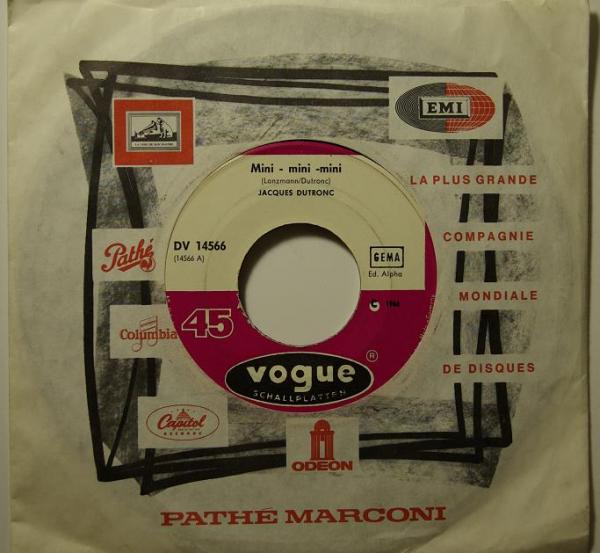 EMI
Mini - mini -mini
(Lanzmann/Dutronc)
JACQUES DUTRONC
LA PLUS GRANDE
DV 14566
(14566 A)
GEMA
Ed. Alpha
COMPAGNIE
Pathé
MONDIALE
Columbia
45
vogue
®
SCHALLPLATTEN
DE DISQUES
Capitol
RECORDS
ODEON
PATHÉ MARCONI